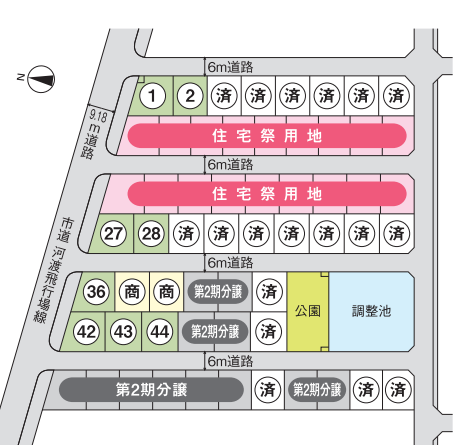 6m道路
N
1 2 済 済 済 済 済 済
9.18m道路
住宅祭用地
6m道路
住宅祭用地
27 28 済 済 済 済 済 済 済
市道 河渡飛行場線
6m道路
36 商 商 第2期分譲 済
公園
調整池
42 43 44 第2期分譲 済
6m道路
第2期分譲 済 第2期分譲 済 済